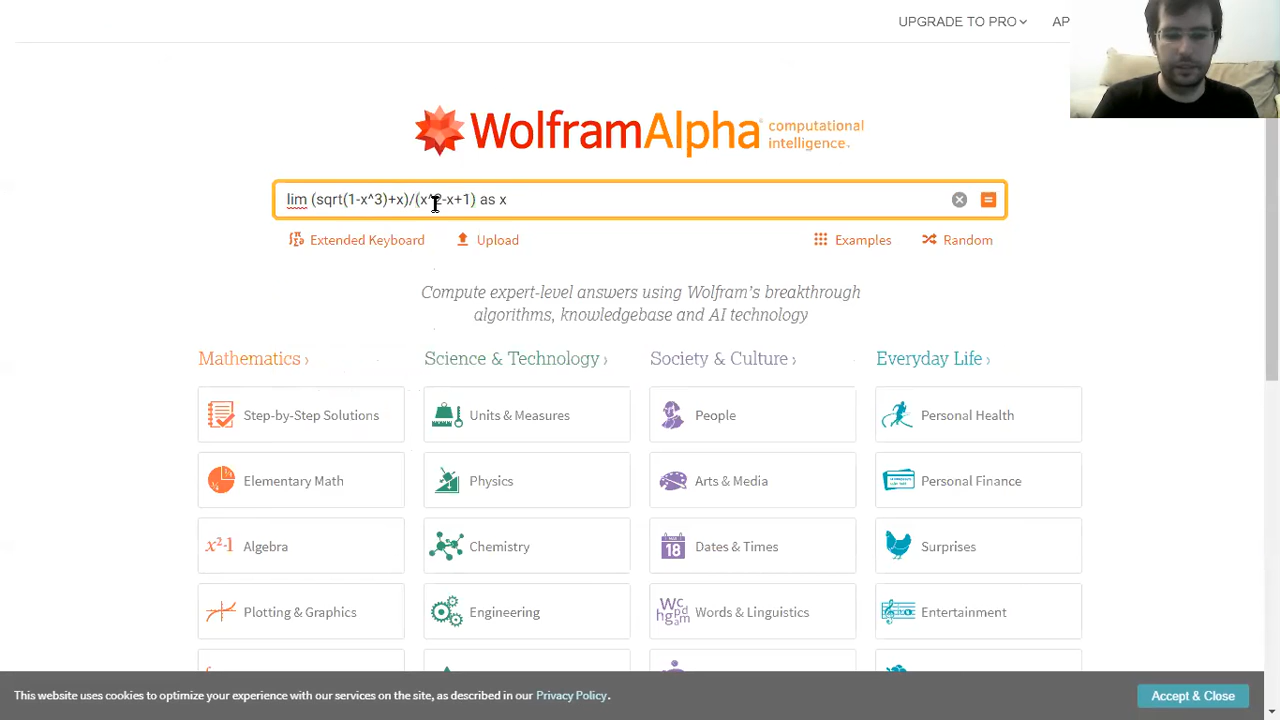 UPGRADE TO PRO
AP
WolframAlpha computational intelligence.
lim (sqrt(1-x^3)+x)/(x^2-x+1) as x
Extended Keyboard Upload Examples Random
Compute expert-level answers using Wolfram's breakthrough
algorithms, knowledgebase and AI technology
Mathematics › Science & Technology › Society & Culture › Everyday Life ›
Step-by-Step Solutions Units & Measures People Personal Health
Elementary Math Physics Arts & Media Personal Finance
x²-1 Algebra Chemistry 18 Dates & Times Surprises
Plotting & Graphics Engineering Words & Linguistics Entertainment
This website uses cookies to optimize your experience with our services on the site, as described in our Privacy Policy. Accept & Close